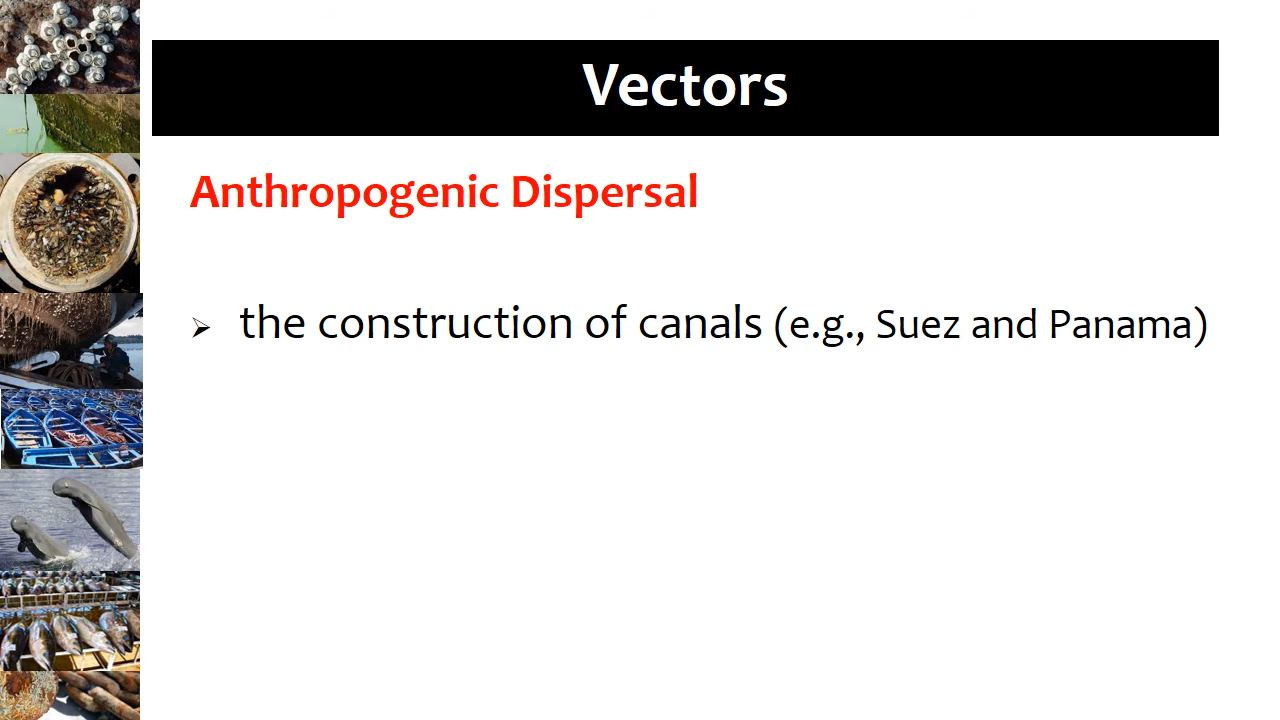 Vectors
Anthropogenic Dispersal
➢ the construction of canals (e.g., Suez and Panama)